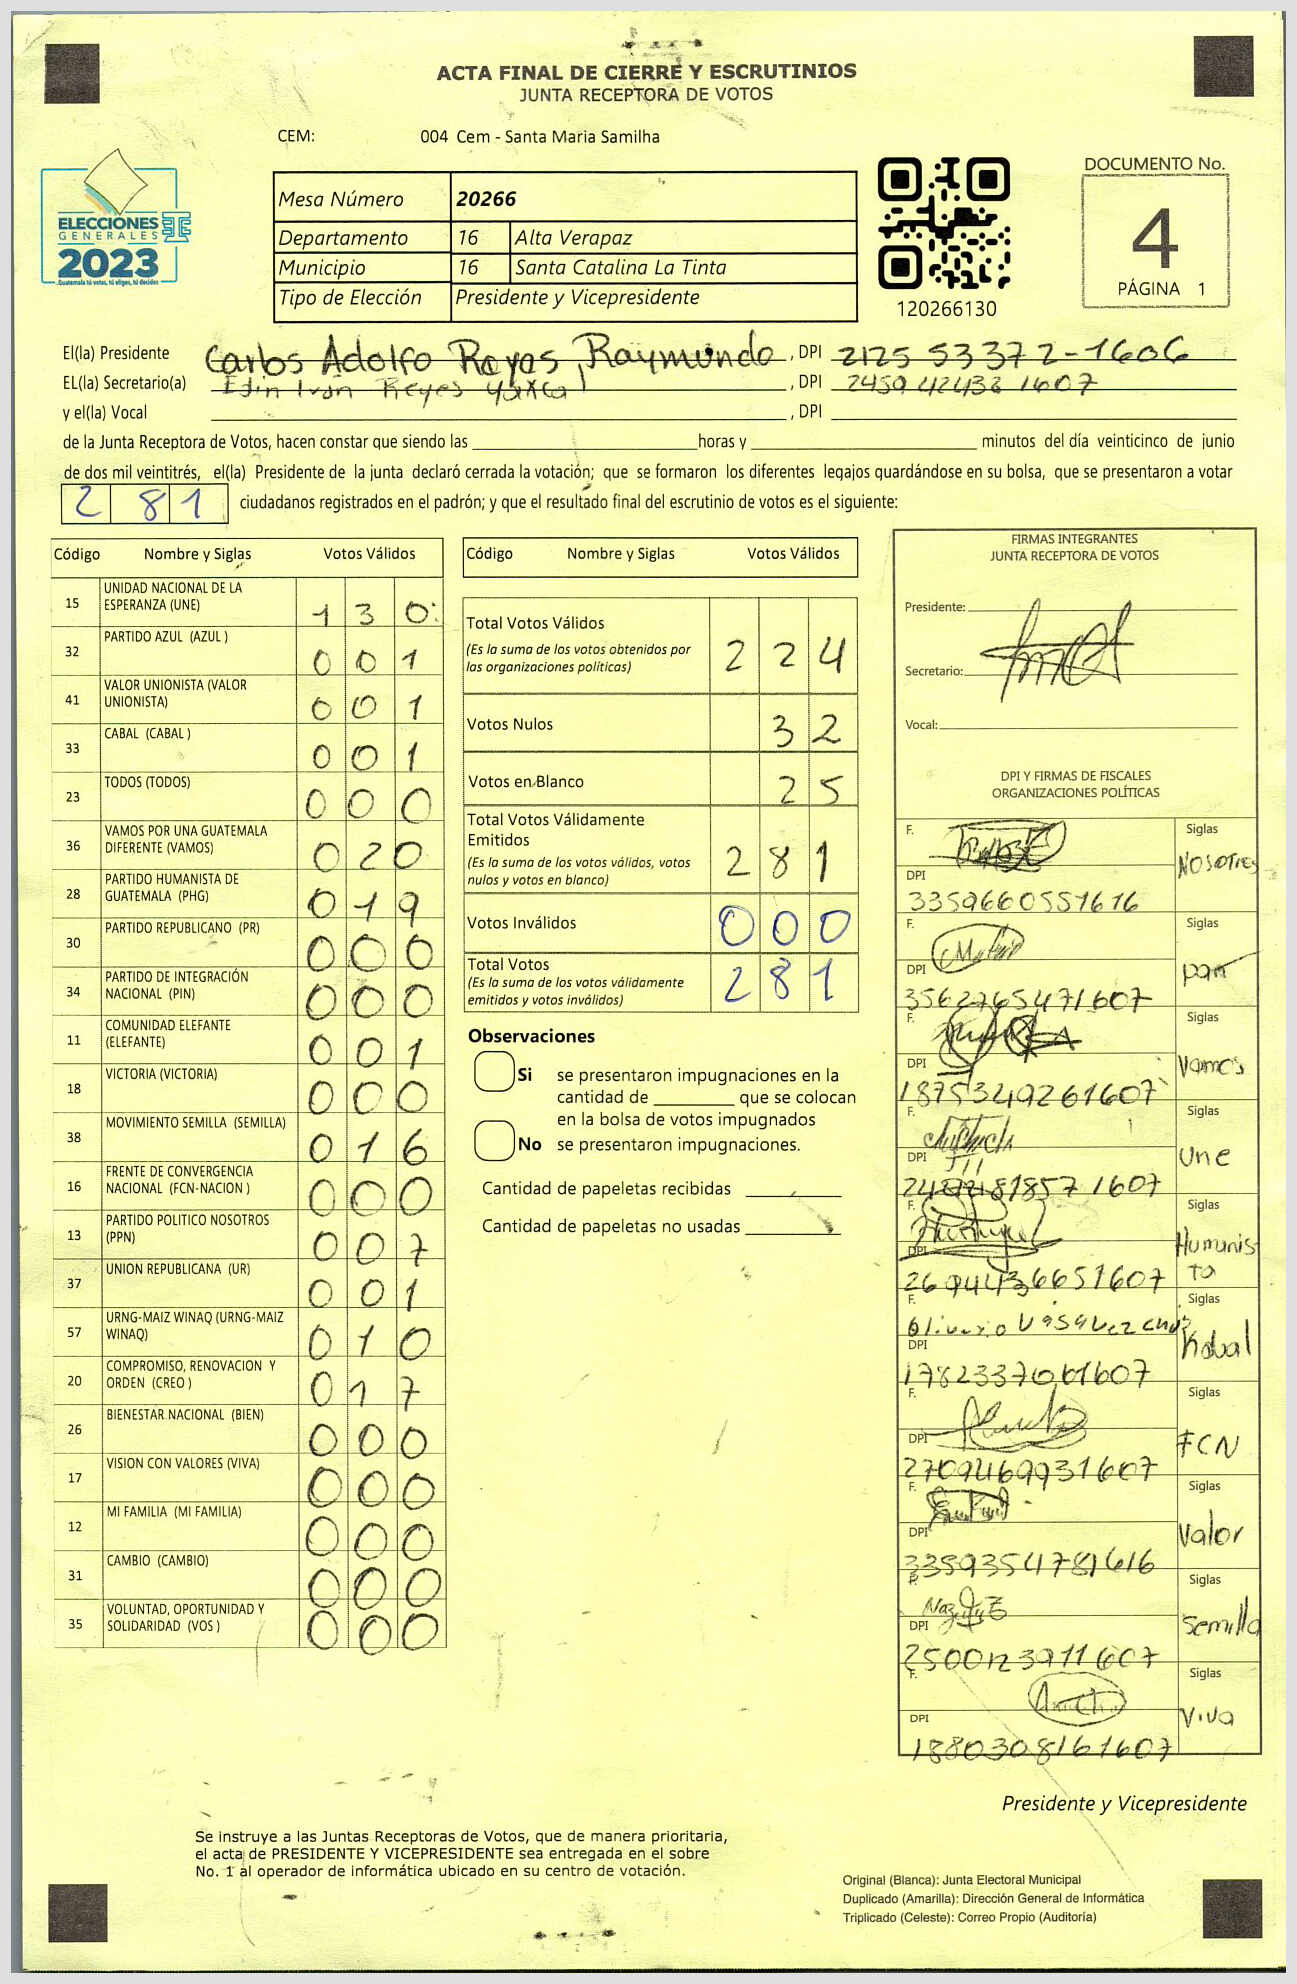 ACTA FINAL DE CIERRE Y ESCRUTINIOS
JUNTA RECEPTORA DE VOTOS
CEM: 004 Cem - Santa Maria Samilha
ELECCIONES
GENERALES
2023
Guatemala tú votas, tú eliges, tú decides
Mesa Número 20266
Departamento 16 Alta Verapaz
Municipio 16 Santa Catalina La Tinta
Tipo de Elección Presidente y Vicepresidente
120266130
DOCUMENTO No.
4
PÁGINA 1
El(la) Presidente Carlos Adolfo Reyes Raymundo , DPI 2125 53372-1606
EL(la) Secretario(a) Edin Ivan Reyes Yaxcal , DPI 2459 42433 1607
y el(la) Vocal , DPI
de la Junta Receptora de Votos, hacen constar que siendo las horas y minutos del día veinticinco de junio
de dos mil veintitrés, el(la) Presidente de la junta declaró cerrada la votación; que se formaron los diferentes legajos guardándose en su bolsa, que se presentaron a votar
281 ciudadanos registrados en el padrón; y que el resultado final del escrutinio de votos es el siguiente:
Código Nombre y Siglas Votos Válidos
15 UNIDAD NACIONAL DE LA ESPERANZA (UNE) 1 3 0
32 PARTIDO AZUL (AZUL ) 0 0 1
41 VALOR UNIONISTA (VALOR UNIONISTA) 0 0 1
33 CABAL (CABAL ) 0 0 1
23 TODOS (TODOS) 0 0 0
36 VAMOS POR UNA GUATEMALA DIFERENTE (VAMOS) 0 2 0
28 PARTIDO HUMANISTA DE GUATEMALA (PHG) 0 1 9
30 PARTIDO REPUBLICANO (PR) 0 0 0
34 PARTIDO DE INTEGRACIÓN NACIONAL (PIN) 0 0 0
11 COMUNIDAD ELEFANTE (ELEFANTE) 0 0 1
18 VICTORIA (VICTORIA) 0 0 0
38 MOVIMIENTO SEMILLA (SEMILLA) 0 1 6
16 FRENTE DE CONVERGENCIA NACIONAL (FCN-NACION ) 0 0 0
13 PARTIDO POLITICO NOSOTROS (PPN) 0 0 7
37 UNION REPUBLICANA (UR) 0 0 1
57 URNG-MAIZ WINAQ (URNG-MAIZ WINAQ) 0 1 0
20 COMPROMISO, RENOVACION Y ORDEN (CREO ) 0 1 7
26 BIENESTAR NACIONAL (BIEN) 0 0 0
17 VISION CON VALORES (VIVA) 0 0 0
12 MI FAMILIA (MI FAMILIA) 0 0 0
31 CAMBIO (CAMBIO) 0 0 0
35 VOLUNTAD, OPORTUNIDAD Y SOLIDARIDAD (VOS ) 0 0 0
Código Nombre y Siglas Votos Válidos
Total Votos Válidos 2 2 4
(Es la suma de los votos obtenidos por
las organizaciones políticas)
Votos Nulos 3 2
Votos en Blanco 2 5
Total Votos Válidamente
Emitidos 2 8 1
(Es la suma de los votos válidos, votos
nulos y votos en blanco)
Votos Inválidos 0 0 0
Total Votos 2 8 1
(Es la suma de los votos válidamente
emitidos y votos inválidos)
Observaciones
Si se presentaron impugnaciones en la
cantidad de que se colocan
en la bolsa de votos impugnados
No se presentaron impugnaciones.
Cantidad de papeletas recibidas
Cantidad de papeletas no usadas
FIRMAS INTEGRANTES
JUNTA RECEPTORA DE VOTOS
Presidente:
Secretario:
Vocal:
DPI Y FIRMAS DE FISCALES
ORGANIZACIONES POLÍTICAS
F. Siglas
NOSOTRES
DPI
3359660551616
F. Siglas
pan
DPI
3562765471607
F. Siglas
Vamos
DPI
1875349261607
F. Siglas
Une
DPI
1607
F. Siglas
Humunis
ta
DPI
2694436651607
F. Siglas
Oliverio Vasquez
Kabal
DPI
1782337061607
F. Siglas
FCN
DPI
2709469931607
F. Siglas
Valor
DPI
3359354781616
F. Siglas
Semilla
DPI
2500123911607
F. Siglas
Viva
DPI
1880308161607
Presidente y Vicepresidente
Se instruye a las Juntas Receptoras de Votos, que de manera prioritaria,
el acta de PRESIDENTE Y VICEPRESIDENTE sea entregada en el sobre
No. 1 al operador de informática ubicado en su centro de votación.
Original (Blanca): Junta Electoral Municipal
Duplicado (Amarilla): Dirección General de Informática
Triplicado (Celeste): Correo Propio (Auditoría)